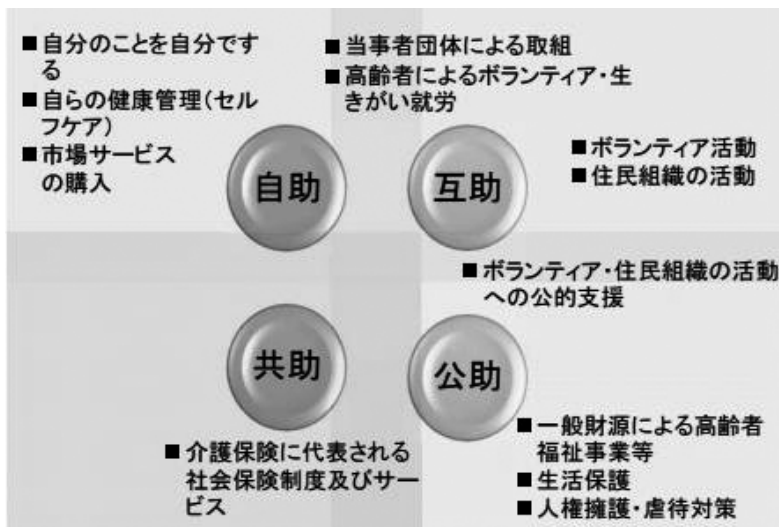 ■自分のことを自分です
る
■自らの健康管理(セル
フケア)
■市場サービス
の購入
■当事者団体による取組
■高齢者によるボランティア・生
きがい就労
自助
互助
■ボランティア活動
■住民組織の活動
■ボランティア・住民組織の活動
への公的支援
共助
公助
■介護保険に代表される
社会保険制度及びサー
ビス
■一般財源による高齢者
福祉事業等
■生活保護
■人権擁護・虐待対策